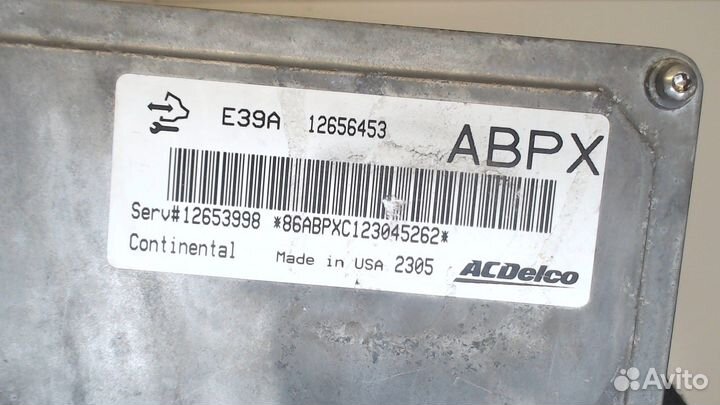 E39A 12656453 ABPX
Serv#12653998 *86ABPXC123045262*
Continental Made in USA 2305 ACDelco
Avito